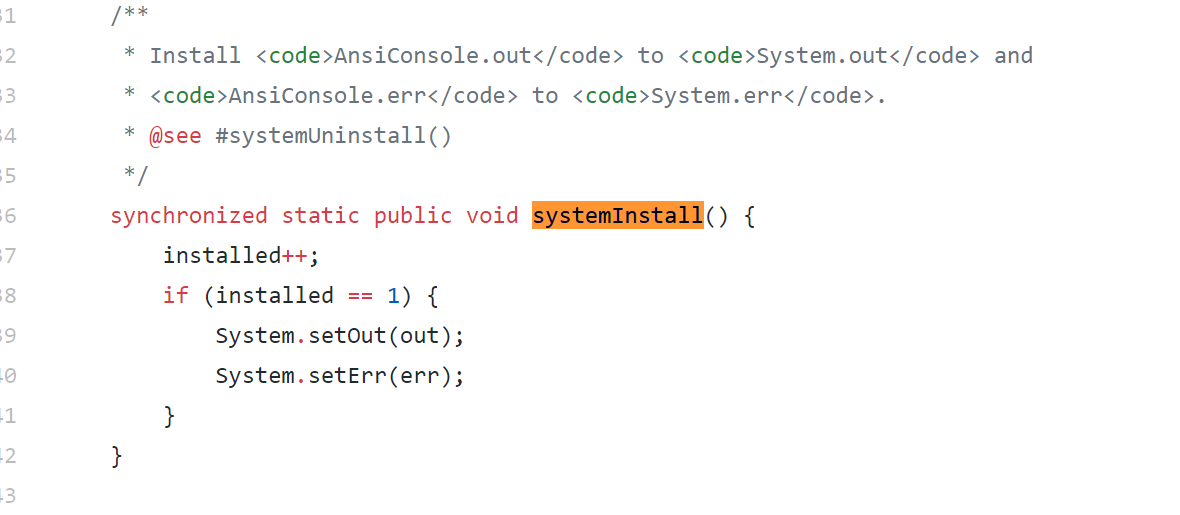 31 /**
32 * Install <code>AnsiConsole.out</code> to <code>System.out</code> and
33 * <code>AnsiConsole.err</code> to <code>System.err</code>.
34 * @see #systemUninstall()
35 */
36 synchronized static public void systemInstall() {
37 installed++;
38 if (installed == 1) {
39 System.setOut(out);
40 System.setErr(err);
41 }
42 }
43